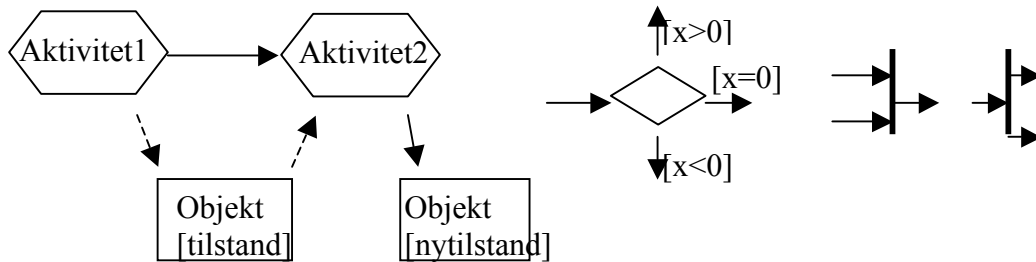 Aktivitet1
Aktivitet2
[x>0]
[x=0]
[x<0]
Objekt
[tilstand]
Objekt
[nytilstand]